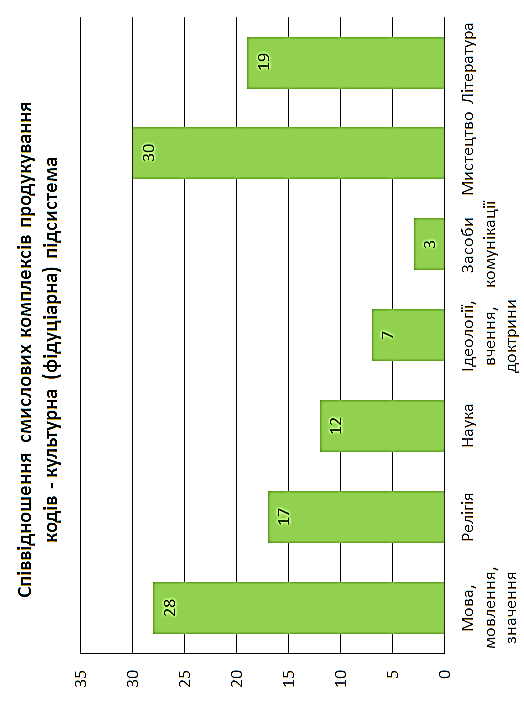 Співвідношення смислових комплексів продукування
кодів - культурна (фідуціарна) підсистема
35
30
25
20
15
10
5
0
28
17
12
7
3
30
19
Мова,
мовлення,
значення
Релігія
Наука
Ідеології,
вчення,
доктрини
Засоби
комунікації
Мистецтво
Література